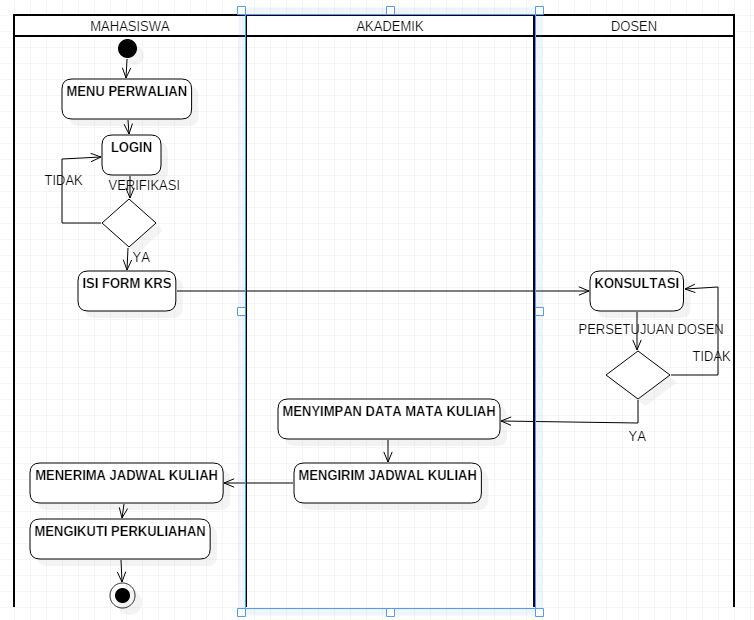 MAHASISWA
AKADEMIK
DOSEN
MENU PERWALIAN
LOGIN
TIDAK
VERIFIKASI
YA
ISI FORM KRS
KONSULTASI
PERSETUJUAN DOSEN
TIDAK
MENYIMPAN DATA MATA KULIAH
YA
MENERIMA JADWAL KULIAH
MENGIRIM JADWAL KULIAH
MENGIKUTI PERKULIAHAN